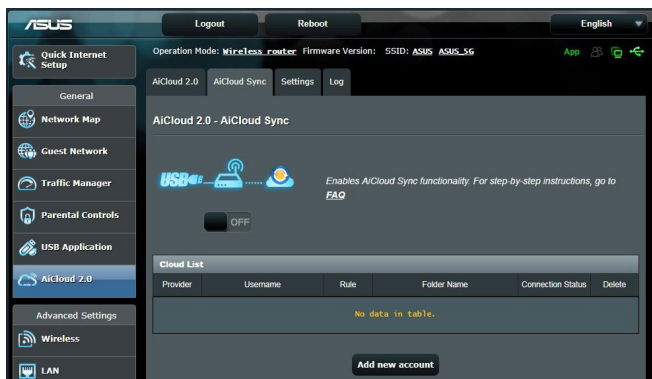 ASUS
Logout
Reboot
English
Quick Internet
Setup
Operation Mode: Wireless router Firmware Version: SSID: ASUS ASUS_5G
App
AiCloud 2.0
AiCloud Sync
Settings
Log
General
Network Map
Guest Network
Traffic Manager
Parental Controls
USB Application
AiCloud 2.0
Advanced Settings
Wireless
LAN
AiCloud 2.0 - AiCloud Sync
USB
Enables AiCloud Sync functionality. For step-by-step instructions, go to
FAQ
OFF
Cloud List
Provider Username Rule Folder Name Connection Status Delete
No data in table.
Add new account